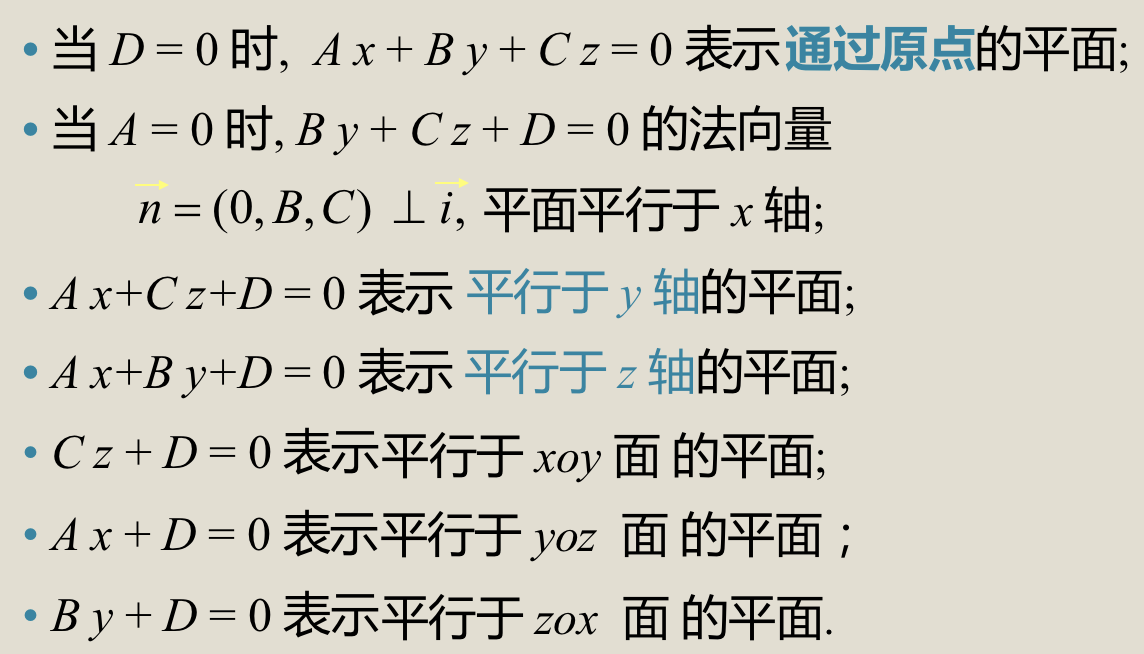 • 当 D = 0 时, A x + B y + C z = 0 表示通过原点的平面;
• 当 A = 0 时, B y + C z + D = 0 的法向量
n⃗ = (0, B, C) ⊥ i⃗, 平面平行于 x 轴;
• A x+C z+D = 0 表示 平行于 y 轴的平面;
• A x+B y+D = 0 表示 平行于 z 轴的平面;
• C z + D = 0 表示平行于 xoy 面 的平面;
• A x + D = 0 表示平行于 yoz 面 的平面；
• B y + D = 0 表示平行于 zox 面 的平面.